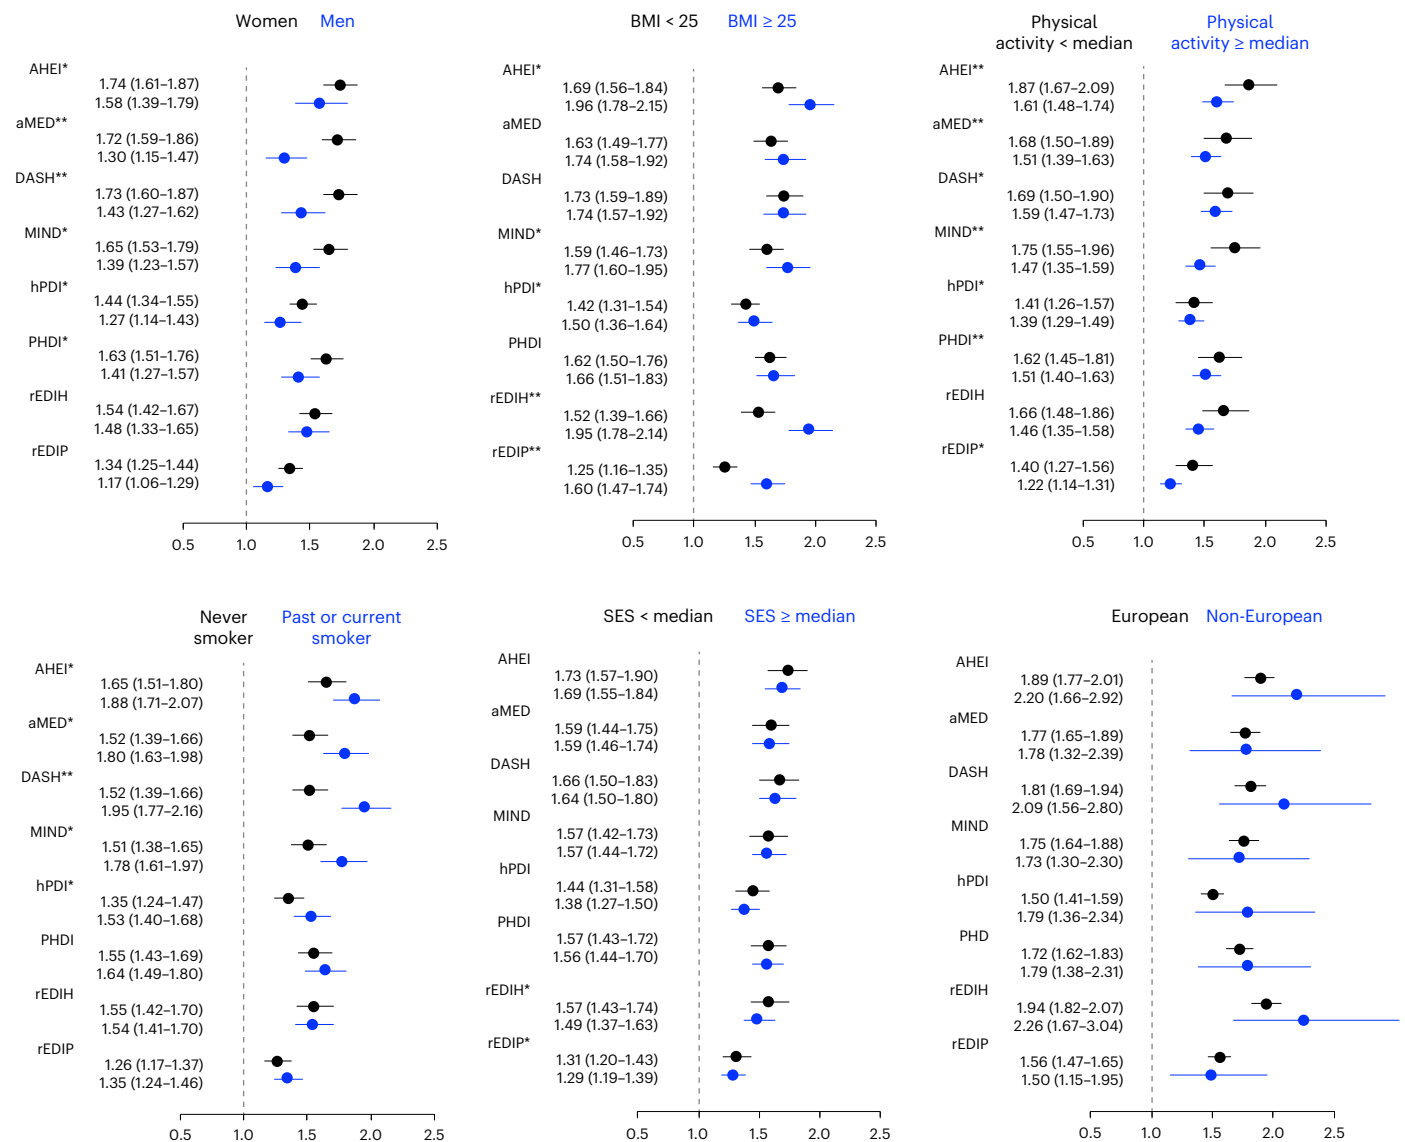 Women Men
AHEI*
1.74 (1.61–1.87)
1.58 (1.39–1.79)
aMED**
1.72 (1.59–1.86)
1.30 (1.15–1.47)
DASH**
1.73 (1.60–1.87)
1.43 (1.27–1.62)
MIND*
1.65 (1.53–1.79)
1.39 (1.23–1.57)
hPDI*
1.44 (1.34–1.55)
1.27 (1.14–1.43)
PHDI*
1.63 (1.51–1.76)
1.41 (1.27–1.57)
rEDIH
1.54 (1.42–1.67)
1.48 (1.33–1.65)
rEDIP
1.34 (1.25–1.44)
1.17 (1.06–1.29)
0.5 1.0 1.5 2.0 2.5
BMI < 25 BMI ≥ 25
AHEI*
1.69 (1.56–1.84)
1.96 (1.78–2.15)
aMED
1.63 (1.49–1.77)
1.74 (1.58–1.92)
DASH
1.73 (1.59–1.89)
1.74 (1.57–1.92)
MIND*
1.59 (1.46–1.73)
1.77 (1.60–1.95)
hPDI*
1.42 (1.31–1.54)
1.50 (1.36–1.64)
PHDI
1.62 (1.50–1.76)
1.66 (1.51–1.83)
rEDIH**
1.52 (1.39–1.66)
1.95 (1.78–2.14)
rEDIP**
1.25 (1.16–1.35)
1.60 (1.47–1.74)
0.5 1.0 1.5 2.0 2.5
Physical Physical
activity < median activity ≥ median
AHEI**
1.87 (1.67–2.09)
1.61 (1.48–1.74)
aMED**
1.68 (1.50–1.89)
1.51 (1.39–1.63)
DASH*
1.69 (1.50–1.90)
1.59 (1.47–1.73)
MIND**
1.75 (1.55–1.96)
1.47 (1.35–1.59)
hPDI*
1.41 (1.26–1.57)
1.39 (1.29–1.49)
PHDI**
1.62 (1.45–1.81)
1.51 (1.40–1.63)
rEDIH
1.66 (1.48–1.86)
1.46 (1.35–1.58)
rEDIP*
1.40 (1.27–1.56)
1.22 (1.14–1.31)
0.5 1.0 1.5 2.0 2.5
Never Past or current
smoker smoker
AHEI*
1.65 (1.51–1.80)
1.88 (1.71–2.07)
aMED*
1.52 (1.39–1.66)
1.80 (1.63–1.98)
DASH**
1.52 (1.39–1.66)
1.95 (1.77–2.16)
MIND*
1.51 (1.38–1.65)
1.78 (1.61–1.97)
hPDI*
1.35 (1.24–1.47)
1.53 (1.40–1.68)
PHDI
1.55 (1.43–1.69)
1.64 (1.49–1.80)
rEDIH
1.55 (1.42–1.70)
1.54 (1.41–1.70)
rEDIP
1.26 (1.17–1.37)
1.35 (1.24–1.46)
0.5 1.0 1.5 2.0 2.5
SES < median SES ≥ median
AHEI
1.73 (1.57–1.90)
1.69 (1.55–1.84)
aMED
1.59 (1.44–1.75)
1.59 (1.46–1.74)
DASH
1.66 (1.50–1.83)
1.64 (1.50–1.80)
MIND
1.57 (1.42–1.73)
1.57 (1.44–1.72)
hPDI
1.44 (1.31–1.58)
1.38 (1.27–1.50)
PHDI
1.57 (1.43–1.72)
1.56 (1.44–1.70)
rEDIH*
1.57 (1.43–1.74)
1.49 (1.37–1.63)
rEDIP*
1.31 (1.20–1.43)
1.29 (1.19–1.39)
0.5 1.0 1.5 2.0 2.5
European Non-European
AHEI
1.89 (1.77–2.01)
2.20 (1.66–2.92)
aMED
1.77 (1.65–1.89)
1.78 (1.32–2.39)
DASH
1.81 (1.69–1.94)
2.09 (1.56–2.80)
MIND
1.75 (1.64–1.88)
1.73 (1.30–2.30)
hPDI
1.50 (1.41–1.59)
1.79 (1.36–2.34)
PHD
1.72 (1.62–1.83)
1.79 (1.38–2.31)
rEDIH
1.94 (1.82–2.07)
2.26 (1.67–3.04)
rEDIP
1.56 (1.47–1.65)
1.50 (1.15–1.95)
0.5 1.0 1.5 2.0 2.5